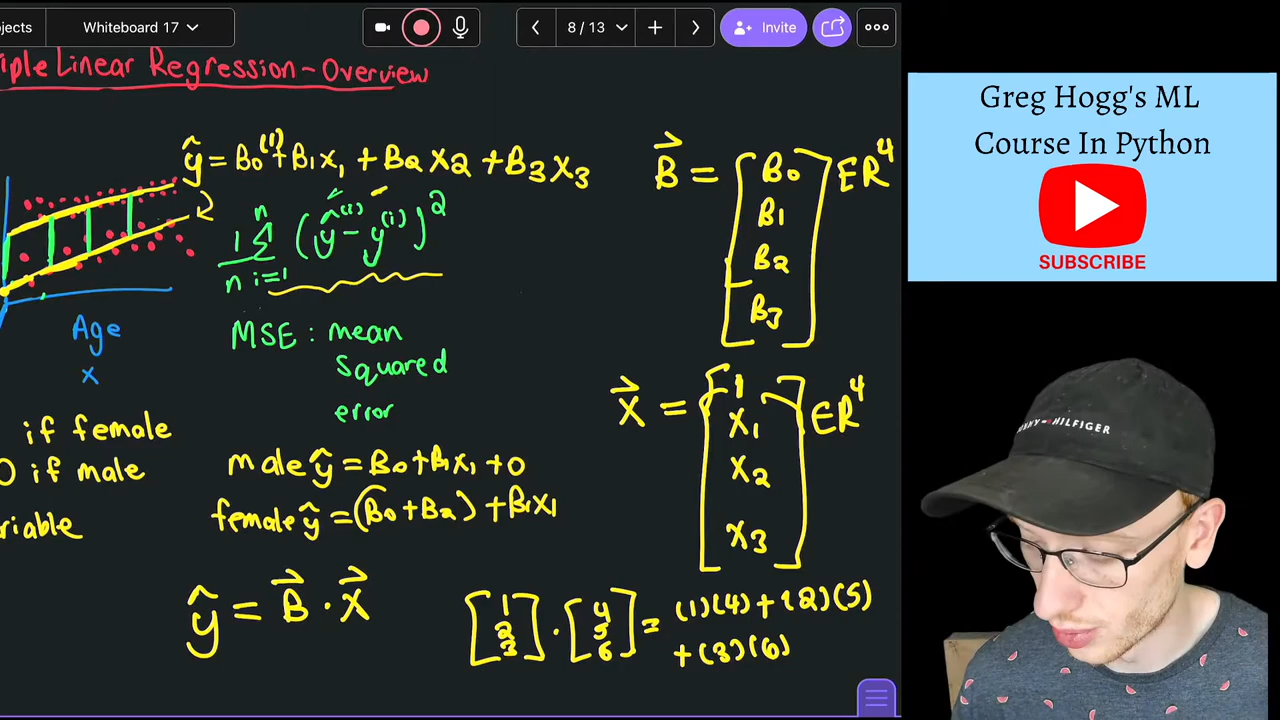 ojects
Whiteboard 17
8 / 13
Invite
iple Linear Regression - Overview
ŷ = B0(1) + B1x1 + B2x2 + B3x3
1/n Σ i=1 n (ŷ(i) - y(i))2
MSE : mean
squared
error
Age
x
if female
0 if male
riable
male ŷ = B0 + B1x1 + 0
female ŷ = (B0 + B2) + B1x1
ŷ = B⃗ · x⃗
B⃗ = [B0
B1
B2
B3] ∈ R4
x⃗ = [1
x1
x2
x3] ∈ R4
[1 2 3] · [4 5 6] = (1)(4) + (2)(5)
+ (3)(6)
Greg Hogg's ML
Course In Python
SUBSCRIBE
HILFIGER